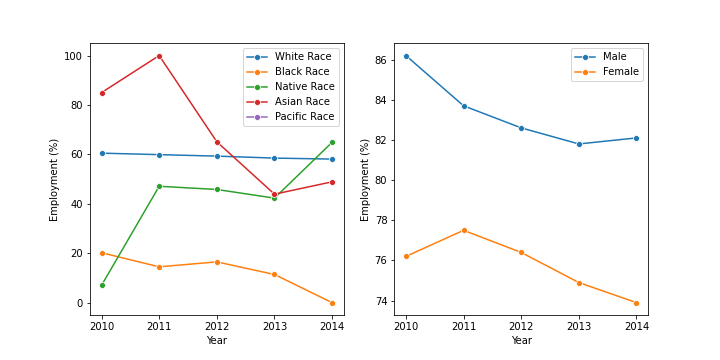 100
80
60
40
20
0
Employment (%)
2010 2011 2012 2013 2014
Year
White Race
Black Race
Native Race
Asian Race
Pacific Race
86
84
82
80
78
76
74
Employment (%)
2010 2011 2012 2013 2014
Year
Male
Female